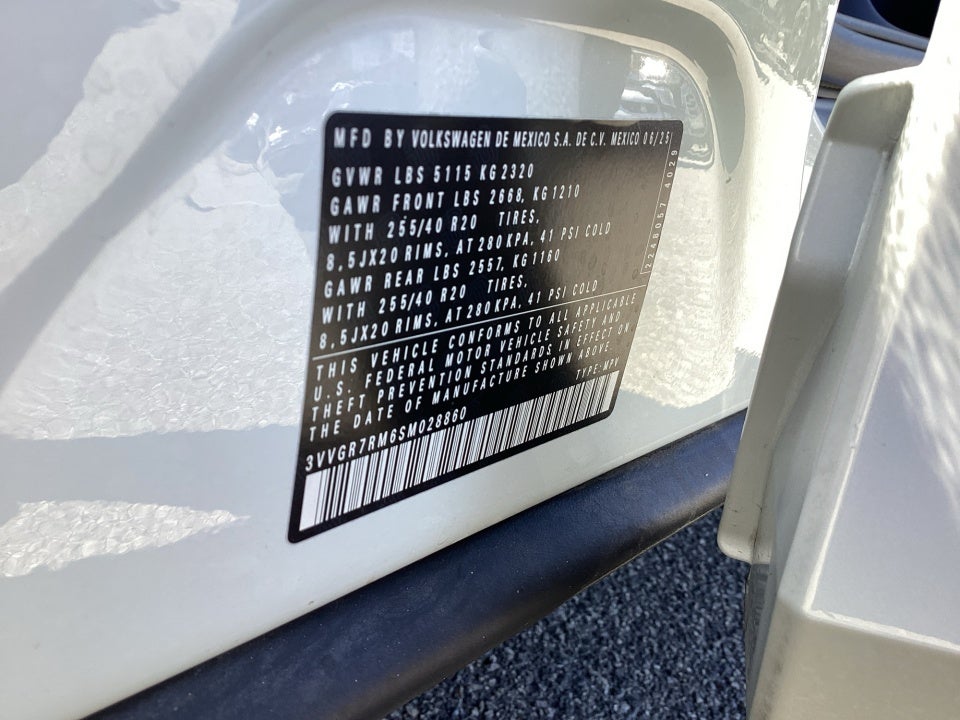 MFD BY VOLKSWAGEN DE MEXICO S.A. DE C.V. MEXICO 06/25
GVWR LBS 5115 KG 2320
GAWR FRONT LBS 2668, KG 1210
WITH 255/40 R20 TIRES,
8,5JX20 RIMS, AT 280 KPA, 41 PSI COLD
GAWR REAR LBS 2557, KG 1160
WITH 255/40 R20 TIRES,
8,5JX20 RIMS, AT 280 KPA, 41 PSI COLD
THIS VEHICLE CONFORMS TO ALL APPLICABLE
U.S. FEDERAL MOTOR VEHICLE SAFETY AND
THEFT PREVENTION STANDARDS IN EFFECT ON
THE DATE OF MANUFACTURE SHOWN ABOVE.
TYPE: MPV
3VVGR7RM6SM028860
2248057 4029